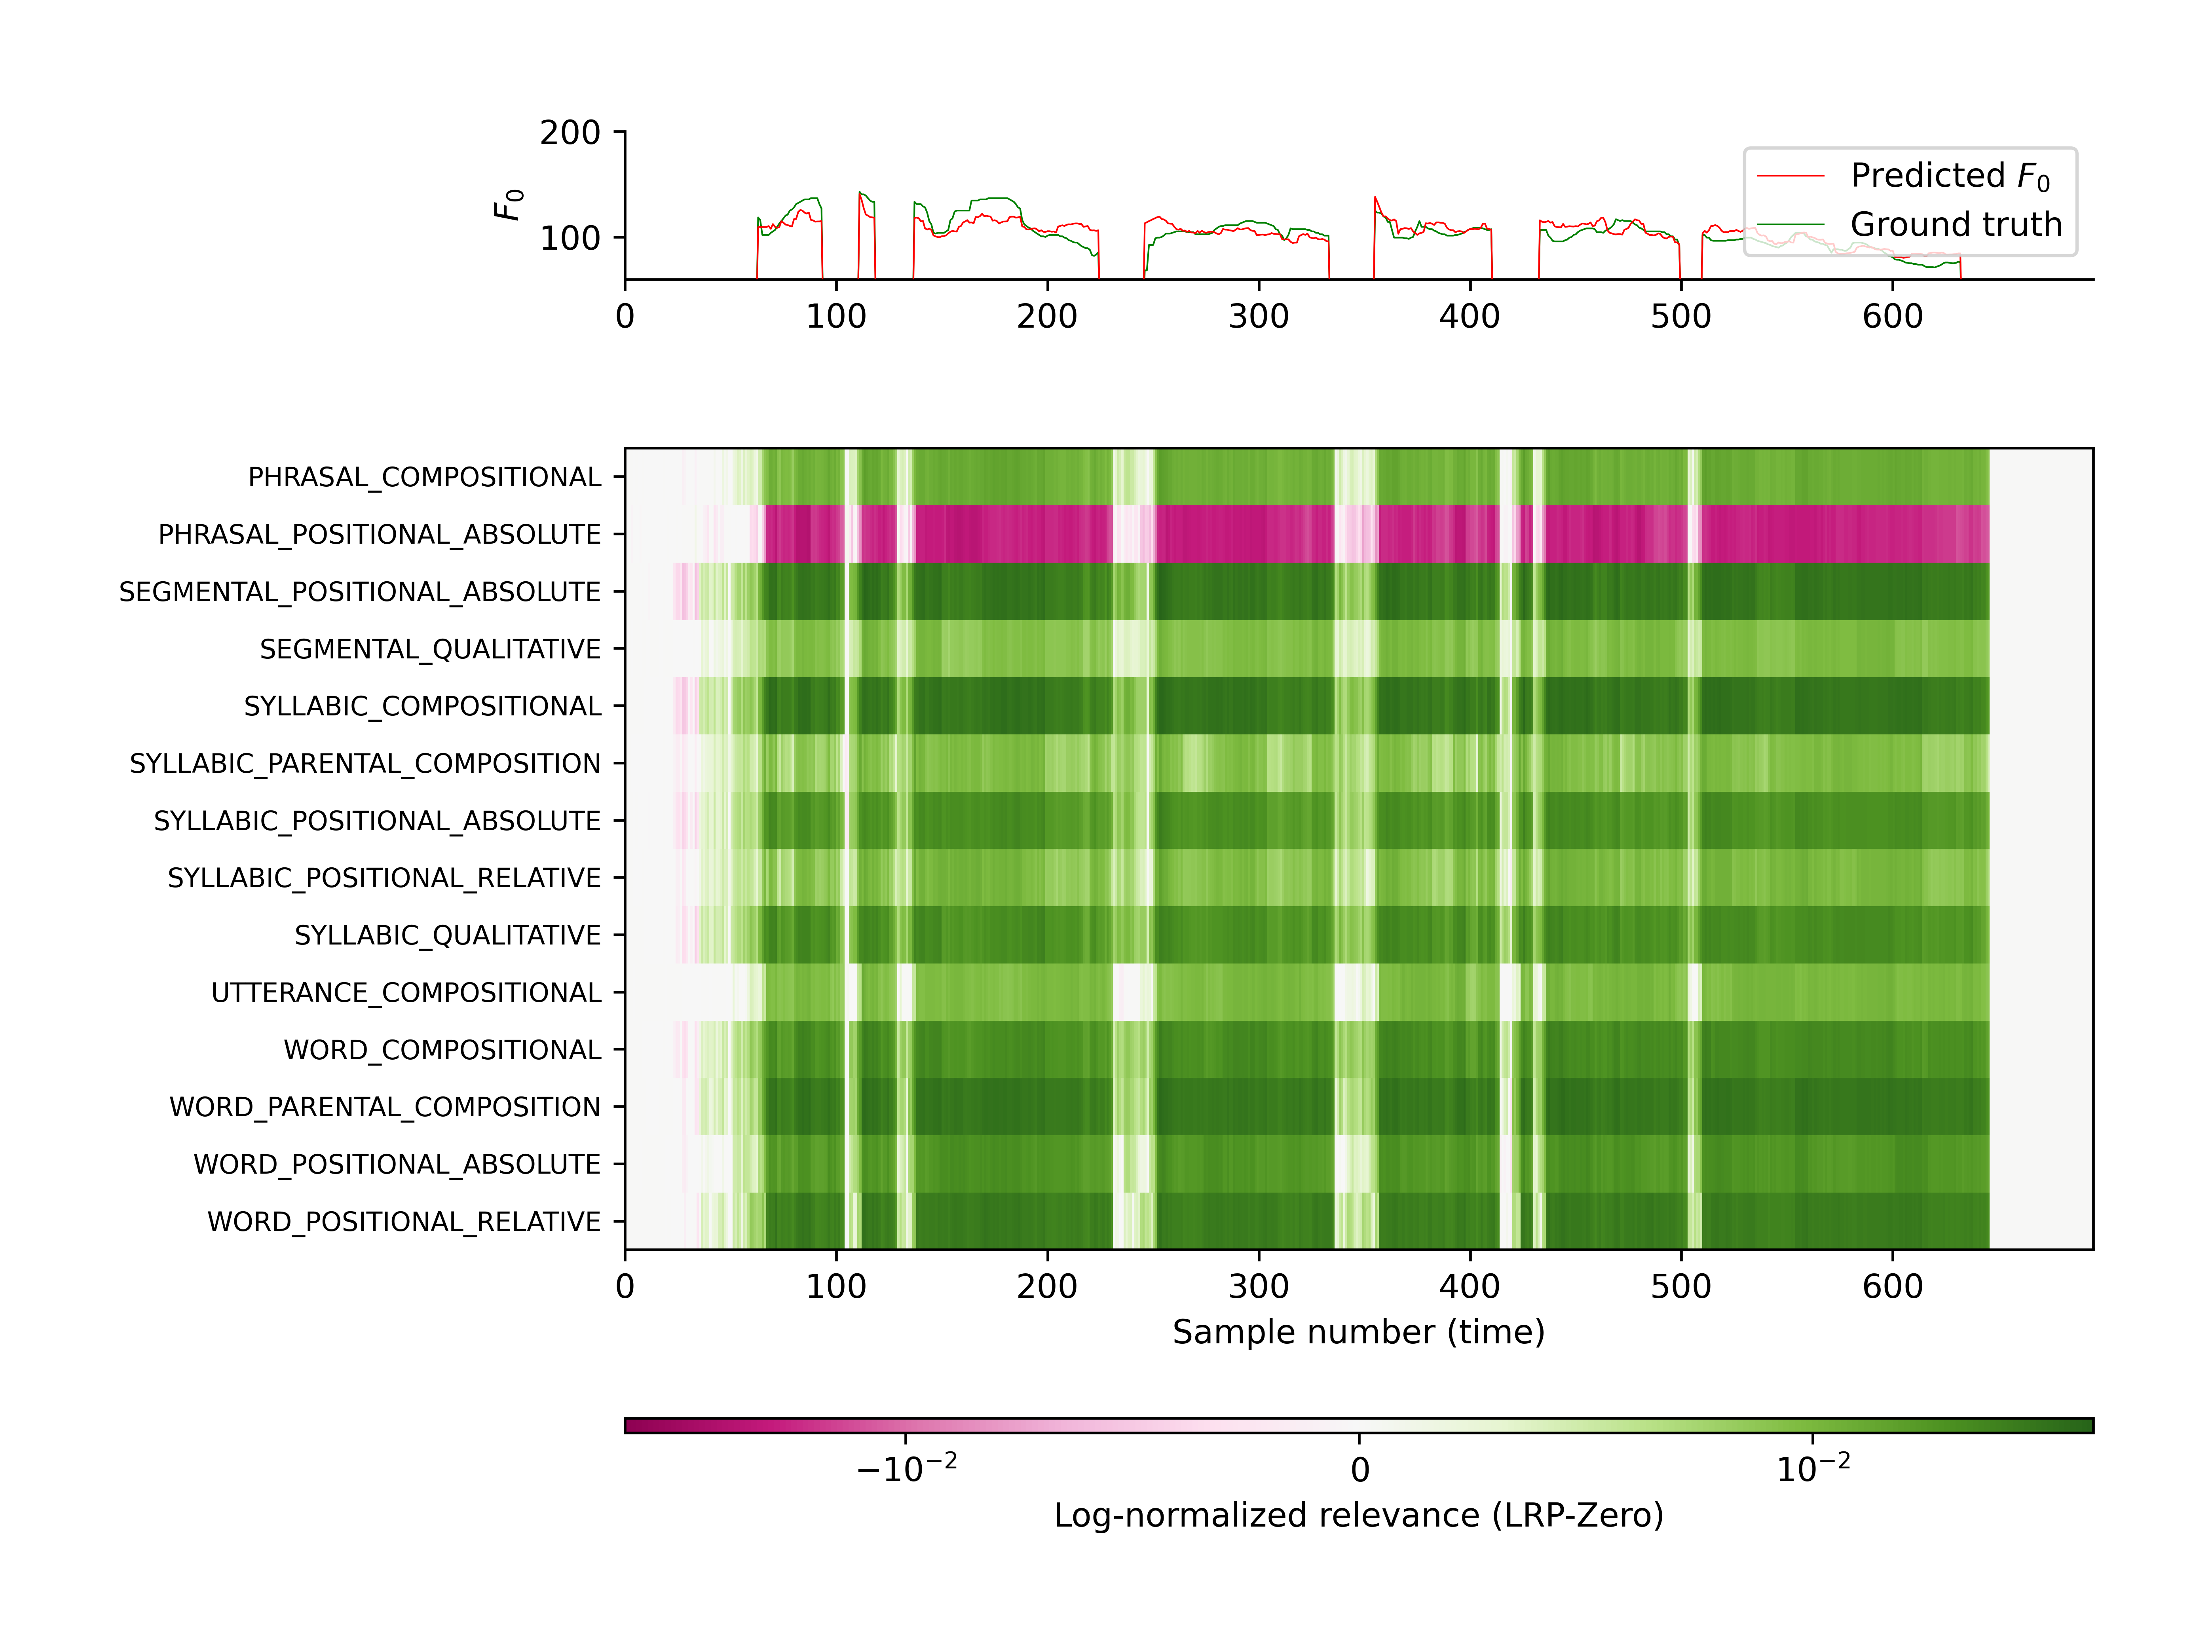 200
100
F0
Predicted F0
Ground truth
0 100 200 300 400 500 600
PHRASAL_COMPOSITIONAL
PHRASAL_POSITIONAL_ABSOLUTE
SEGMENTAL_POSITIONAL_ABSOLUTE
SEGMENTAL_QUALITATIVE
SYLLABIC_COMPOSITIONAL
SYLLABIC_PARENTAL_COMPOSITION
SYLLABIC_POSITIONAL_ABSOLUTE
SYLLABIC_POSITIONAL_RELATIVE
SYLLABIC_QUALITATIVE
UTTERANCE_COMPOSITIONAL
WORD_COMPOSITIONAL
WORD_PARENTAL_COMPOSITION
WORD_POSITIONAL_ABSOLUTE
WORD_POSITIONAL_RELATIVE
0 100 200 300 400 500 600
Sample number (time)
−10⁻² 0 10⁻²
Log-normalized relevance (LRP-Zero)